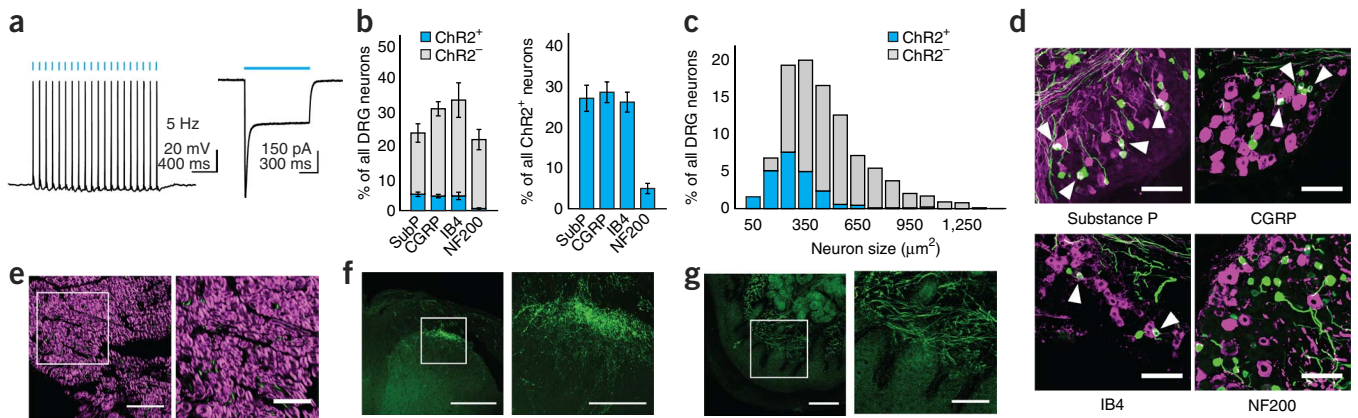 a
5 Hz
20 mV
400 ms
150 pA
300 ms
b
ChR2+
ChR2–
% of all DRG neurons
50
40
30
20
10
0
SubP
CGRP
IB4
NF200
% of all ChR2+ neurons
40
30
20
10
0
SubP
CGRP
IB4
NF200
c
ChR2+
ChR2–
% of all DRG neurons
20
15
10
5
0
50
350
650
950
1,250
Neuron size (μm2)
d
Substance P
CGRP
IB4
NF200
e
f
g